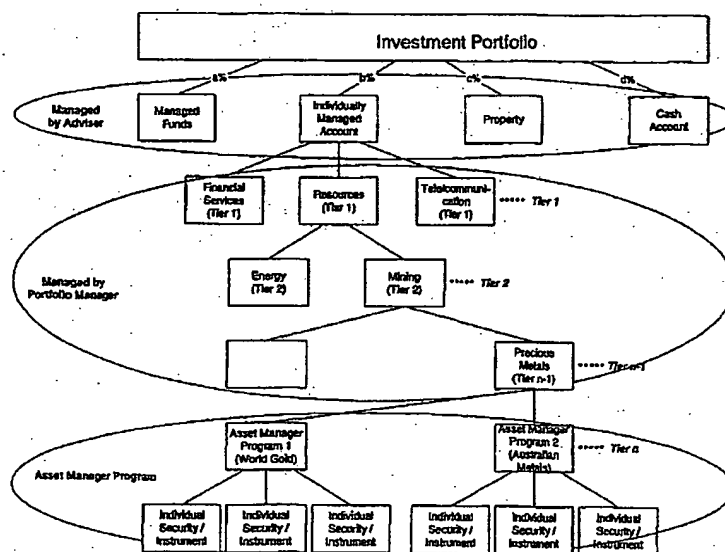 Investment Portfolio
a%
b%
c%
d%
Managed
by Adviser
Managed
Funds
Individually
Managed
Account
Property
Cash
Account
Financial
Services
(Tier 1)
Resources
(Tier 1)
Telecommuni-
cation
(Tier 1)
Tier 1
Managed by
Portfolio Manager
Energy
(Tier 2)
Mining
(Tier 2)
Tier 2
Precious
Metals
(Tier n-1)
Tier n-1
Asset Manager Program
Asset Manager
Program 1
(World Gold)
Asset Manager
Program 2
(Australian
Metals)
Tier n
Individual
Security /
Instrument
Individual
Security /
Instrument
Individual
Security /
Instrument
Individual
Security /
Instrument
Individual
Security /
Instrument
Individual
Security /
Instrument